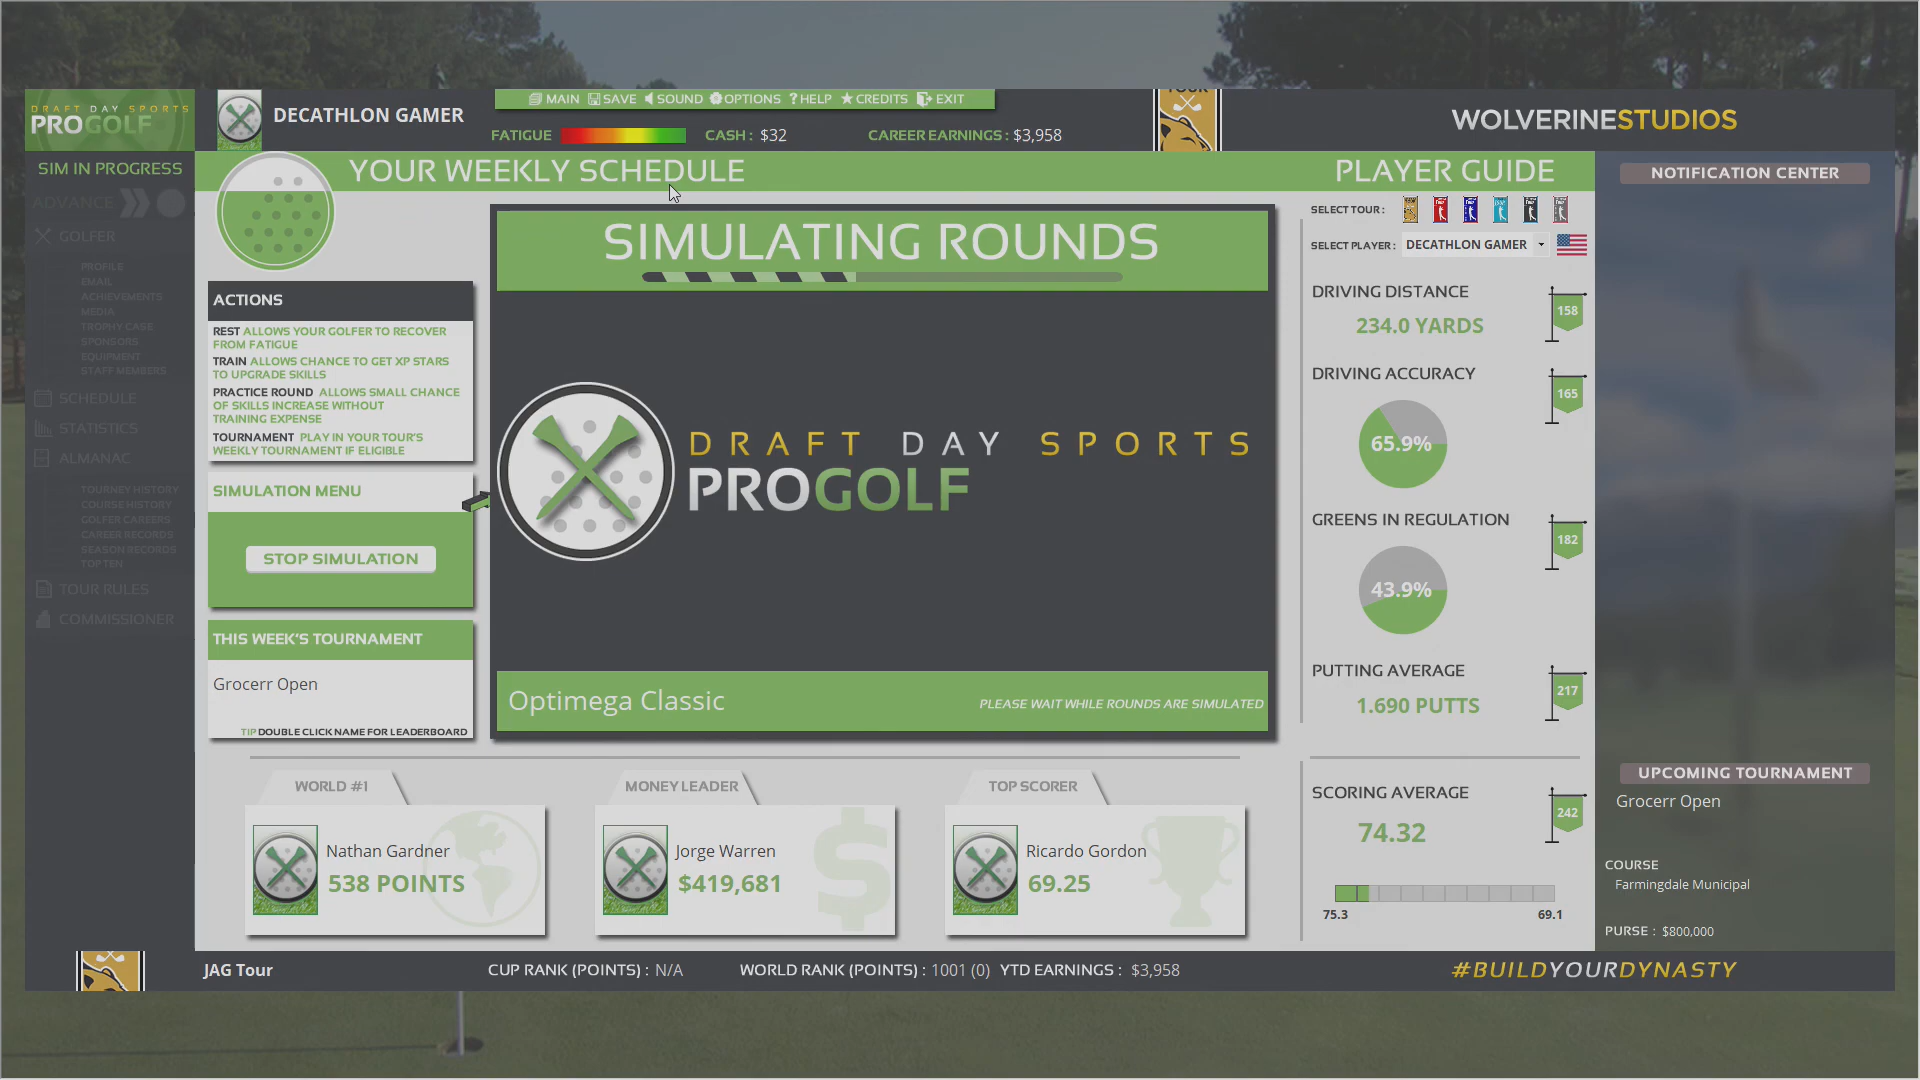 DRAFT DAY SPORTS
PROGOLF
DECATHLON GAMER
MAIN SAVE SOUND OPTIONS ? HELP CREDITS EXIT
FATIGUE CASH : $32 CAREER EARNINGS : $3,958
TOUR
WOLVERINESTUDIOS
SIM IN PROGRESS
ADVANCE
GOLFER
PROFILE
EMAIL
ACHIEVEMENTS
MEDIA
TROPHY CASE
SPONSORS
EQUIPMENT
STAFF MEMBERS
SCHEDULE
STATISTICS
ALMANAC
TOURNEY HISTORY
COURSE HISTORY
GOLFER CAREERS
CAREER RECORDS
SEASON RECORDS
TOP TEN
TOUR RULES
COMMISSIONER
YOUR WEEKLY SCHEDULE
ACTIONS
REST ALLOWS YOUR GOLFER TO RECOVER
FROM FATIGUE
TRAIN ALLOWS CHANCE TO GET XP STARS
TO UPGRADE SKILLS
PRACTICE ROUND ALLOWS SMALL CHANCE
OF SKILLS INCREASE WITHOUT
TRAINING EXPENSE
TOURNAMENT PLAY IN YOUR TOUR'S
WEEKLY TOURNAMENT IF ELIGIBLE
SIMULATION MENU
STOP SIMULATION
THIS WEEK'S TOURNAMENT
Grocerr Open
TIP DOUBLE CLICK NAME FOR LEADERBOARD
SIMULATING ROUNDS
DRAFT DAY SPORTS
PROGOLF
Optimega Classic
PLEASE WAIT WHILE ROUNDS ARE SIMULATED
WORLD #1
Nathan Gardner
538 POINTS
MONEY LEADER
Jorge Warren
$419,681
TOP SCORER
Ricardo Gordon
69.25
PLAYER GUIDE
SELECT TOUR :
SELECT PLAYER : DECATHLON GAMER
DRIVING DISTANCE
234.0 YARDS
158
DRIVING ACCURACY
65.9%
165
GREENS IN REGULATION
43.9%
182
PUTTING AVERAGE
1.690 PUTTS
217
SCORING AVERAGE
74.32
242
75.3 69.1
NOTIFICATION CENTER
UPCOMING TOURNAMENT
Grocerr Open
COURSE
Farmingdale Municipal
PURSE : $800,000
JAG Tour
CUP RANK (POINTS) : N/A
WORLD RANK (POINTS) : 1001 (0)
YTD EARNINGS : $3,958
#BUILDYOURDYNASTY